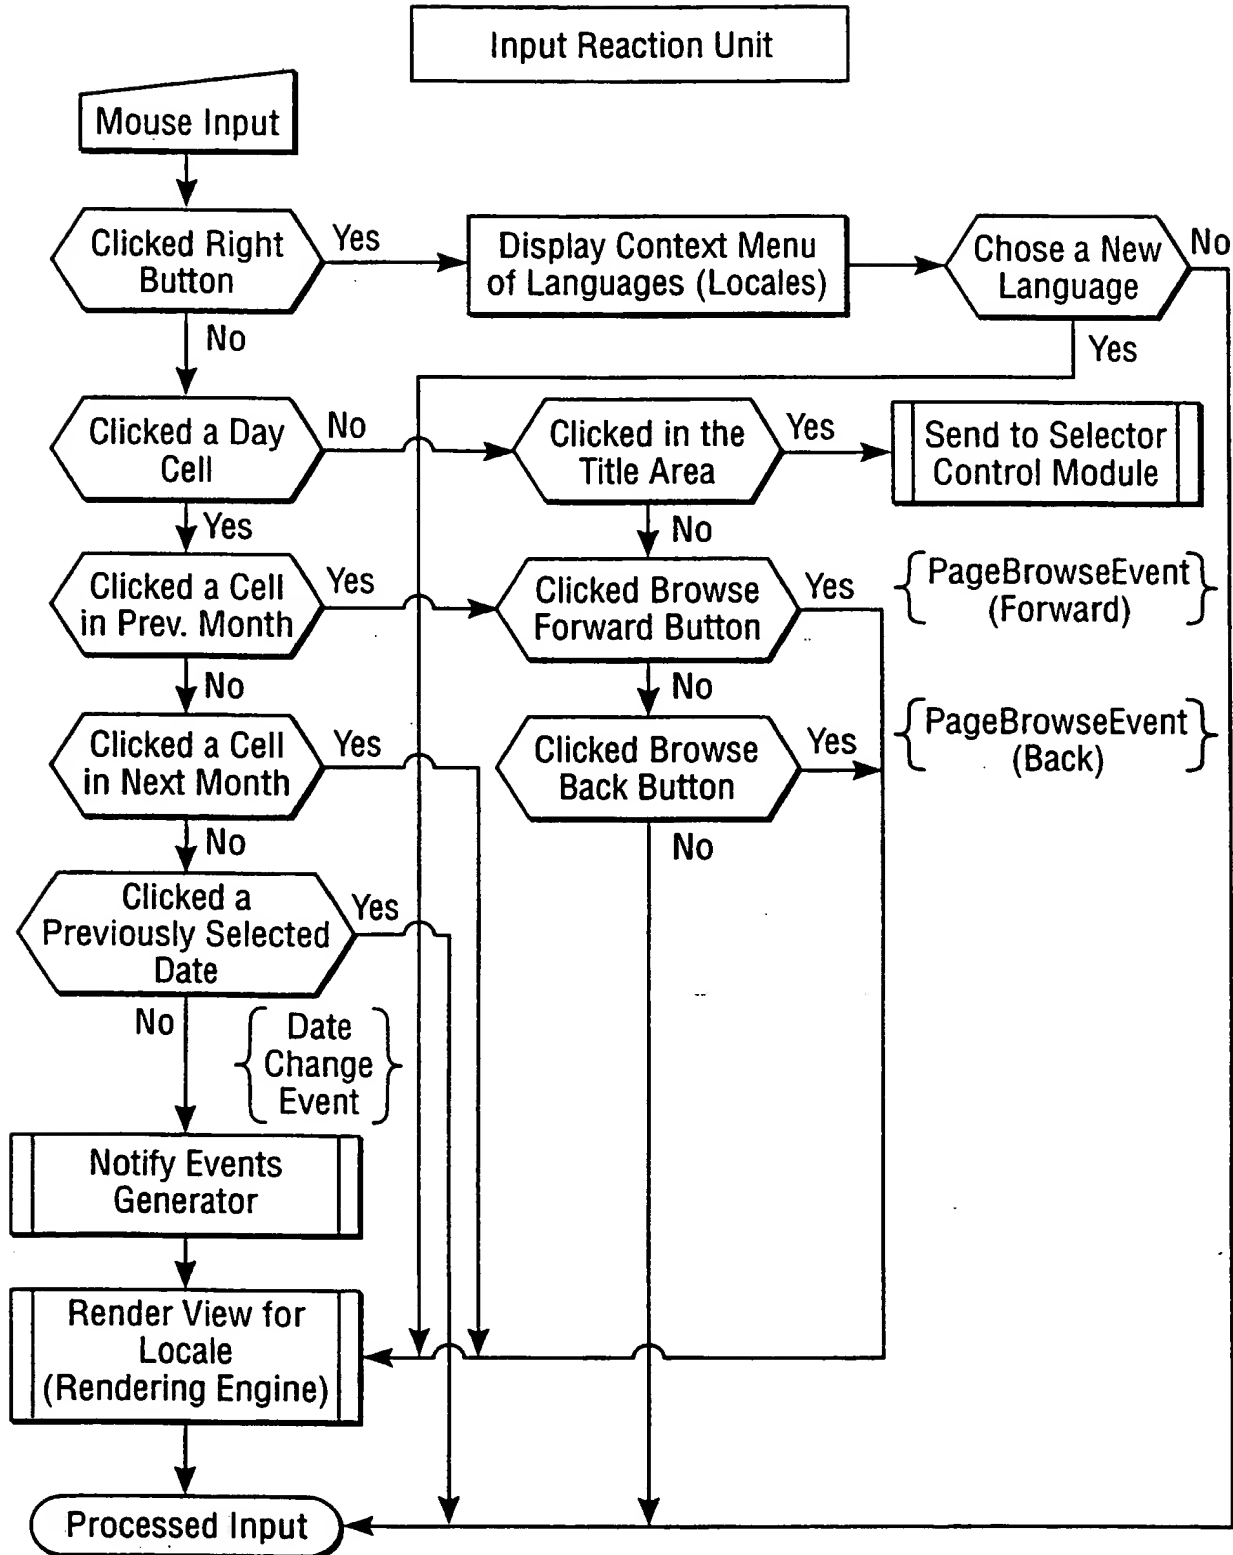 Input Reaction Unit
Mouse Input
Clicked Right
Button
Yes
Display Context Menu
of Languages (Locales)
Chose a New
Language
No
No
Yes
Clicked a Day
Cell
No
Clicked in the
Title Area
Yes
Send to Selector
Control Module
Yes
No
Clicked a Cell
in Prev. Month
Yes
Clicked Browse
Forward Button
Yes
PageBrowseEvent
(Forward)
No
No
Clicked a Cell
in Next Month
Yes
Clicked Browse
Back Button
Yes
PageBrowseEvent
(Back)
No
No
Clicked a
Previously Selected
Date
Yes
No
Date
Change
Event
Notify Events
Generator
Render View for
Locale
(Rendering Engine)
Processed Input